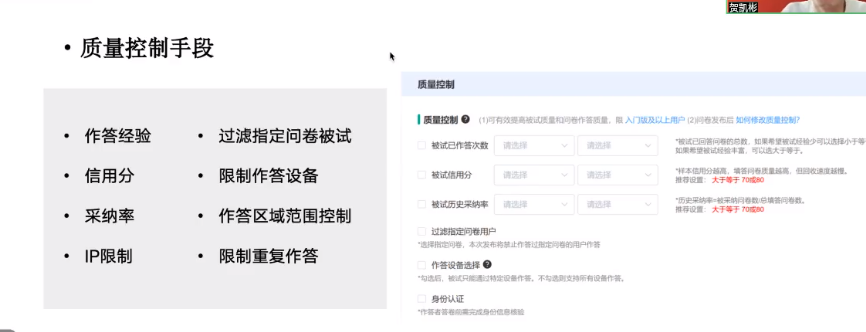 贺凯彬
• 质量控制手段
• 作答经验
• 信用分
• 采纳率
• IP限制
• 过滤指定问卷被试
• 限制作答设备
• 作答区域范围控制
• 限制重复作答
质量控制
质量控制 (1)可有效提高被试质量和问卷作答质量，限 入门版及以上用户 (2)问卷发布后 如何修改质量控制?
被试已作答次数 请选择 请选择
*被试已回答问卷的总数，如果希望被试经验少可以选择小于等
如果希望被试经验丰富，可以选大于等于。
被试信用分 请选择 请选择
*样本信用分越高，填答问卷质量越高，但回收速度越慢。
推荐设置： 大于等于 70或80
被试历史采纳率 请选择 请选择
*历史采纳率=被采纳问卷数/总填答问卷数。
推荐设置： 大于等于 70或80
过滤指定问卷用户
*选择指定问卷，本次发布将禁止作答过指定问卷的用户作答
作答设备选择
*勾选后，被试只能通过特定设备作答。不勾选则支持所有设备作答。
身份认证
*作答者答卷前需完成身份信息核验